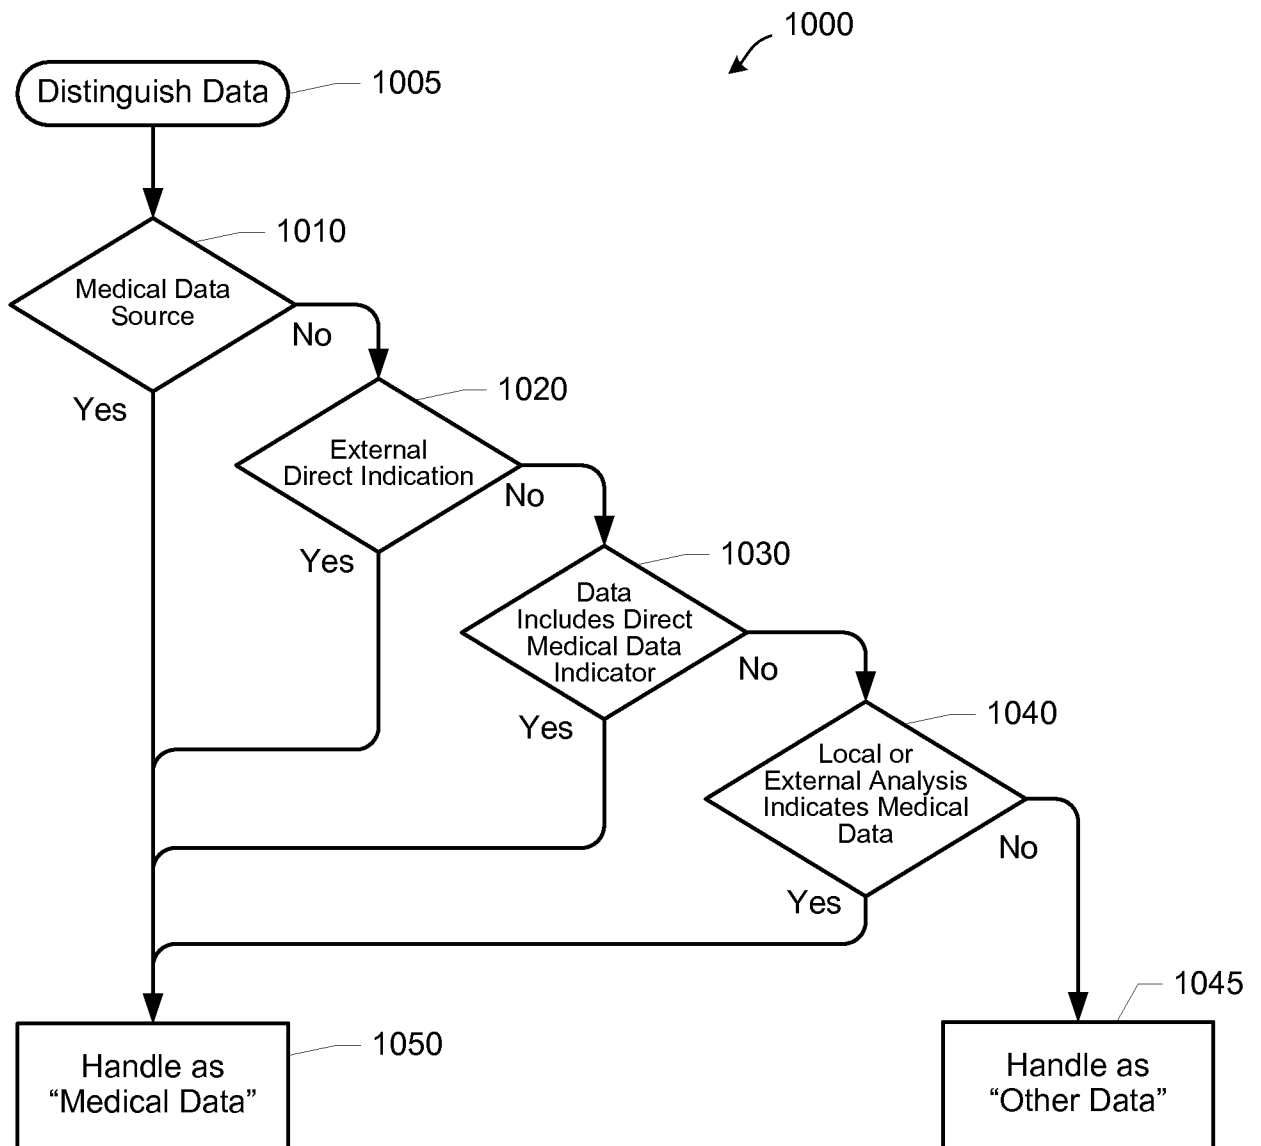 1000
Distinguish Data
1005
1010
Medical Data
Source
No
Yes
1020
External
Direct Indication
No
Yes
1030
Data
Includes Direct
Medical Data
Indicator
No
Yes
1040
Local or
External Analysis
Indicates Medical
Data
No
Yes
1045
1050
Handle as
“Medical Data”
Handle as
“Other Data”